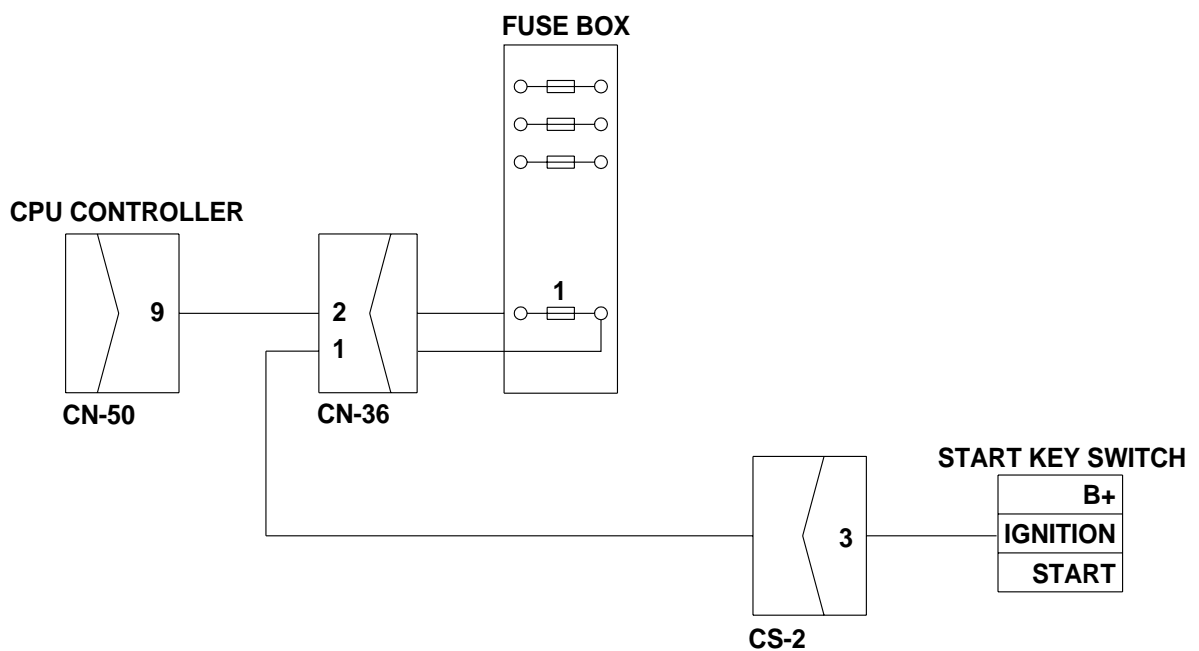 FUSE BOX
CPU CONTROLLER
1
9
2
1
CN-50
CN-36
START KEY SWITCH
B+
IGNITION
3
START
CS-2